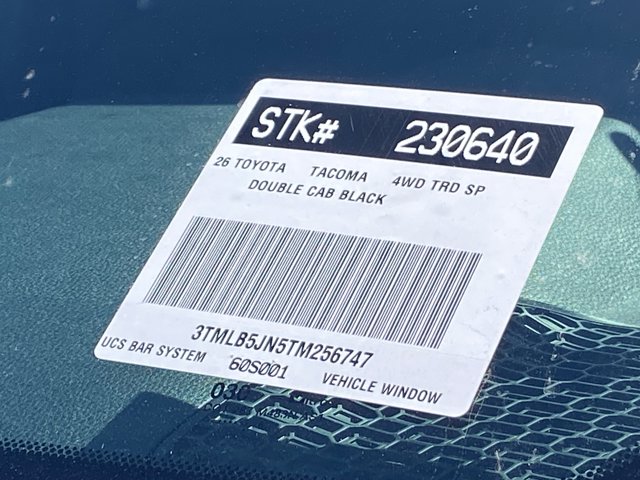 STK# 230640
26 TOYOTA TACOMA 4WD TRD SP
DOUBLE CAB BLACK
3TMLB5JN5TM256747
UCS BAR SYSTEM 60S001 VEHICLE WINDOW